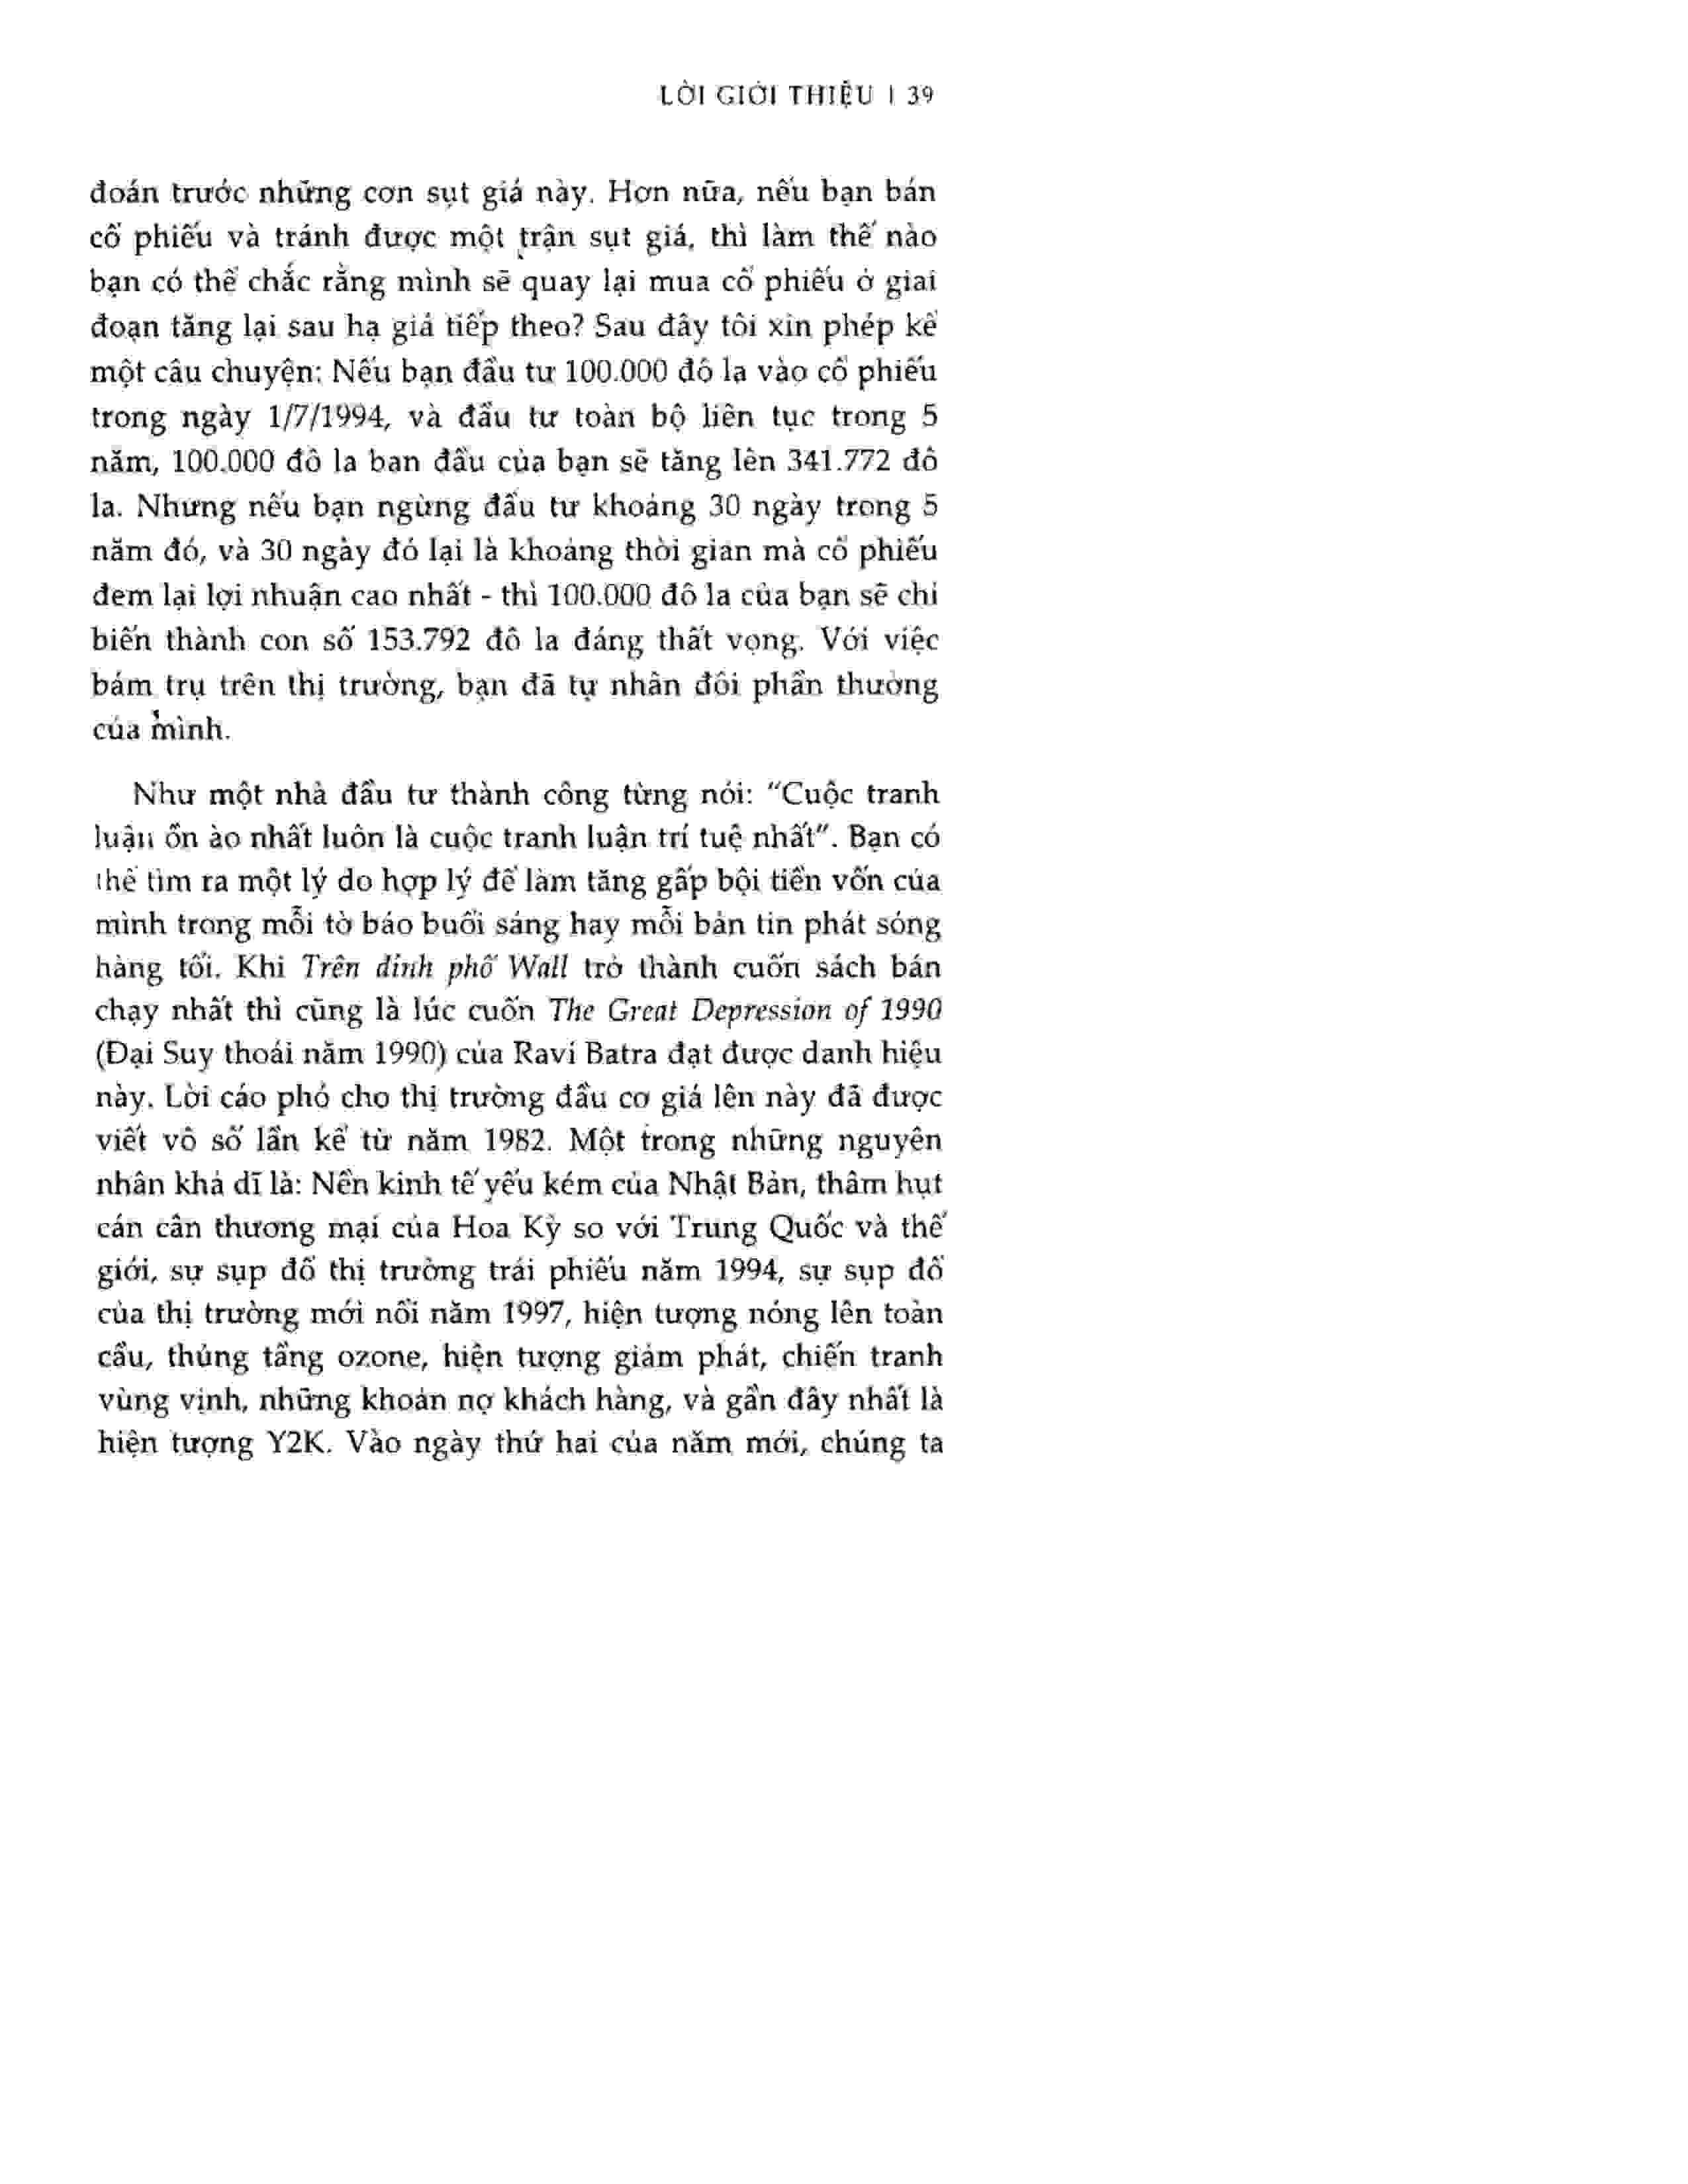 LỜI GIỚI THIỆU | 39
đoán trước những cơn sụt giá này. Hơn nữa, nếu bạn bán
cổ phiếu và tránh được một trận sụt giá, thì làm thế nào
bạn có thể chắc rằng mình sẽ quay lại mua cổ phiếu ở giai
đoạn tăng lại sau hạ giá tiếp theo? Sau đây tôi xin phép kể
một câu chuyện: Nếu bạn đầu tư 100.000 đô la vào cổ phiếu
trong ngày 1/7/1994, và đầu tư toàn bộ liên tục trong 5
năm, 100.000 đô la ban đầu của bạn sẽ tăng lên 341.772 đô
la. Nhưng nếu bạn ngừng đầu tư khoảng 30 ngày trong 5
năm đó, và 30 ngày đó lại là khoảng thời gian mà cổ phiếu
đem lại lợi nhuận cao nhất - thì 100.000 đô la của bạn sẽ chỉ
biến thành con số 153.792 đô la đáng thất vọng. Với việc
bám trụ trên thị trường, bạn đã tự nhân đôi phần thưởng
của mình.
Như một nhà đầu tư thành công từng nói: “Cuộc tranh
luận ồn ào nhất luôn là cuộc tranh luận trí tuệ nhất”. Bạn có
thể tìm ra một lý do hợp lý để làm tăng gấp bội tiền vốn của
mình trong mỗi tờ báo buổi sáng hay mỗi bản tin phát sóng
hàng tối. Khi Trên đỉnh phố Wall trở thành cuốn sách bán
chạy nhất thì cũng là lúc cuốn The Great Depression of 1990
(Đại Suy thoái năm 1990) của Ravi Batra đạt được danh hiệu
này. Lời cáo phó cho thị trường đầu cơ giá lên này đã được
viết vô số lần kể từ năm 1982. Một trong những nguyên
nhân khả dĩ là: Nền kinh tế yếu kém của Nhật Bản, thâm hụt
cán cân thương mại của Hoa Kỳ so với Trung Quốc và thế
giới, sự sụp đổ thị trường trái phiếu năm 1994, sự sụp đổ
của thị trường mới nổi năm 1997, hiện tượng nóng lên toàn
cầu, thủng tầng ozone, hiện tượng giảm phát, chiến tranh
vùng vịnh, những khoản nợ khách hàng, và gần đây nhất là
hiện tượng Y2K. Vào ngày thứ hai của năm mới, chúng ta